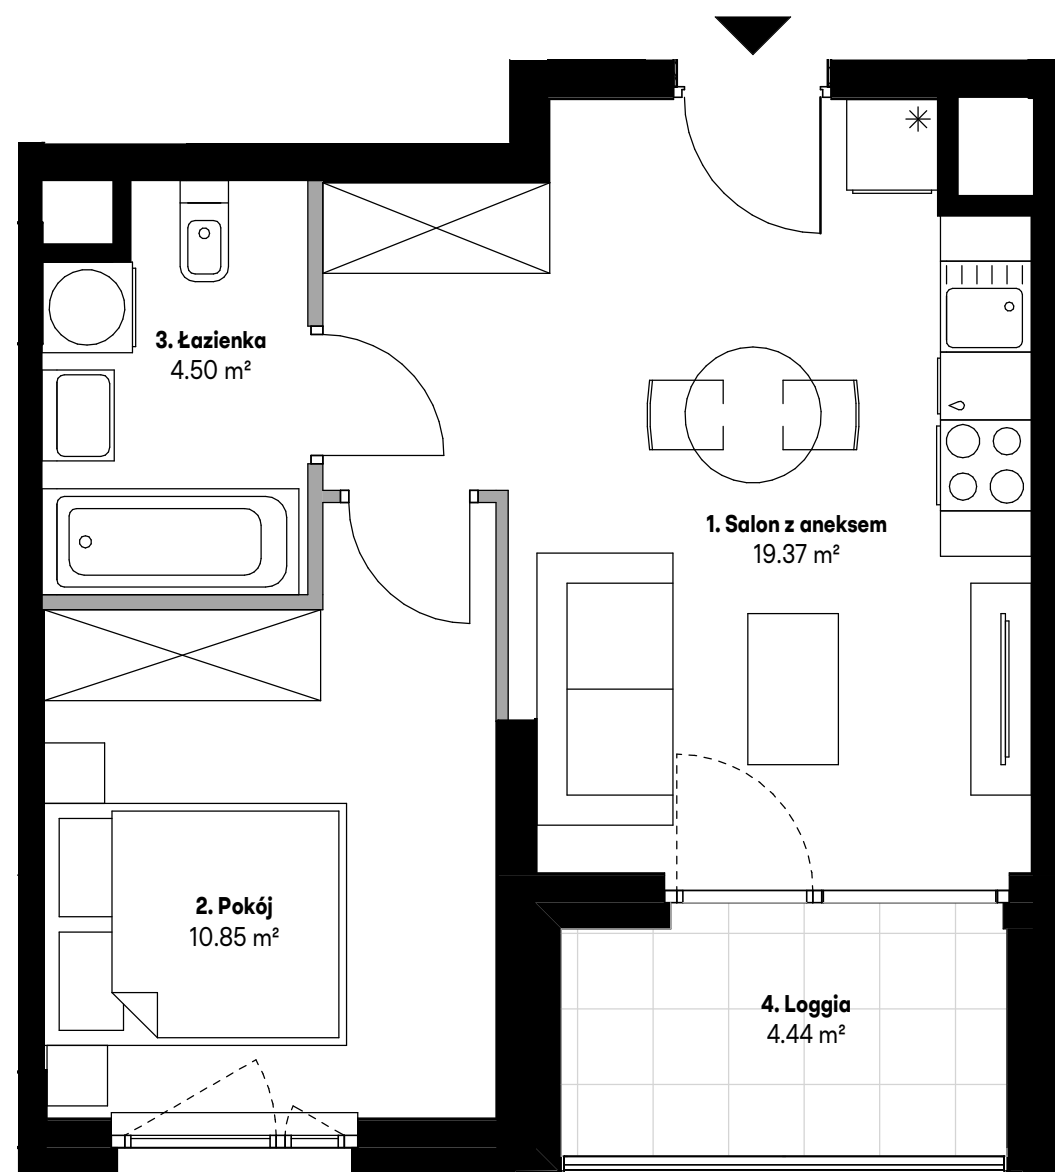 3. Łazienka
4.50 m²
1. Salon z aneksem
19.37 m²
2. Pokój
10.85 m²
4. Loggia
4.44 m²